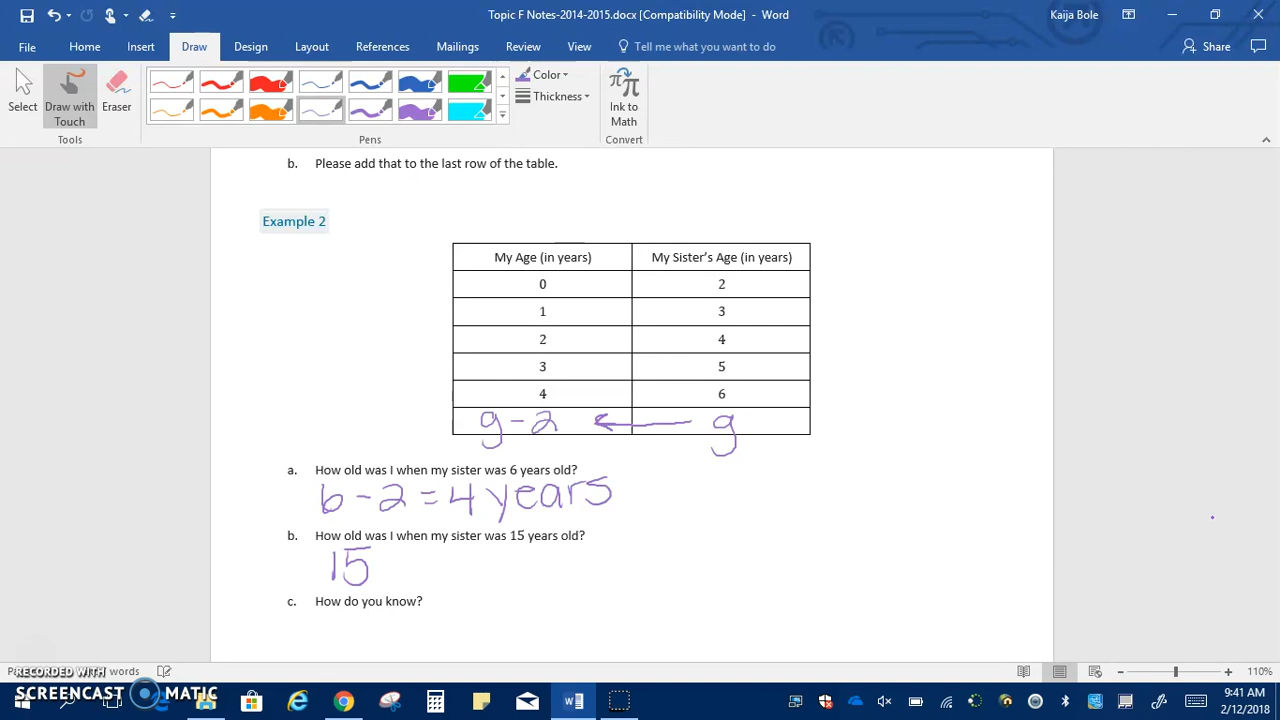 Topic F Notes-2014-2015.docx [Compatibility Mode] - Word
Kaija Bole
File Home Insert Draw Design Layout References Mailings Review View Tell me what you want to do Share
Select Draw with Touch Eraser Color Thickness Ink to Math
Tools Pens Convert
b. Please add that to the last row of the table.
Example 2
My Age (in years) My Sister's Age (in years)
0 2
1 3
2 4
3 5
4 6
g - 2 g
a. How old was I when my sister was 6 years old?
6 - 2 = 4 years
b. How old was I when my sister was 15 years old?
15
c. How do you know?
words 110%
RECORDED WITH
SCREENCAST MATIC
9:41 AM
2/12/2018